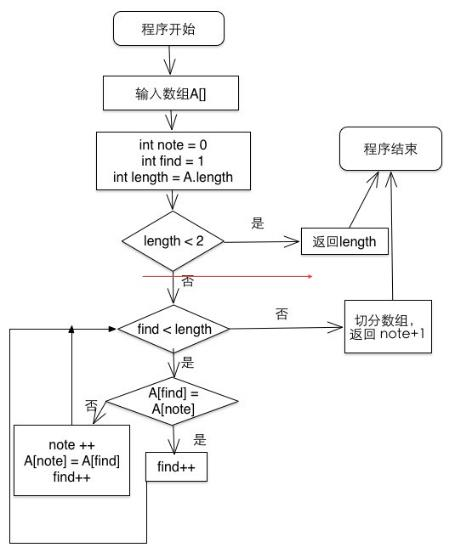 程序开始
输入数组A[]
int note = 0
int find = 1
int length = A.length
程序结束
length < 2
是
返回length
否
find < length
否
切分数组，
返回 note+1
是
A[find] =
A[note]
否
是
note ++
A[note] = A[find]
find++
find++